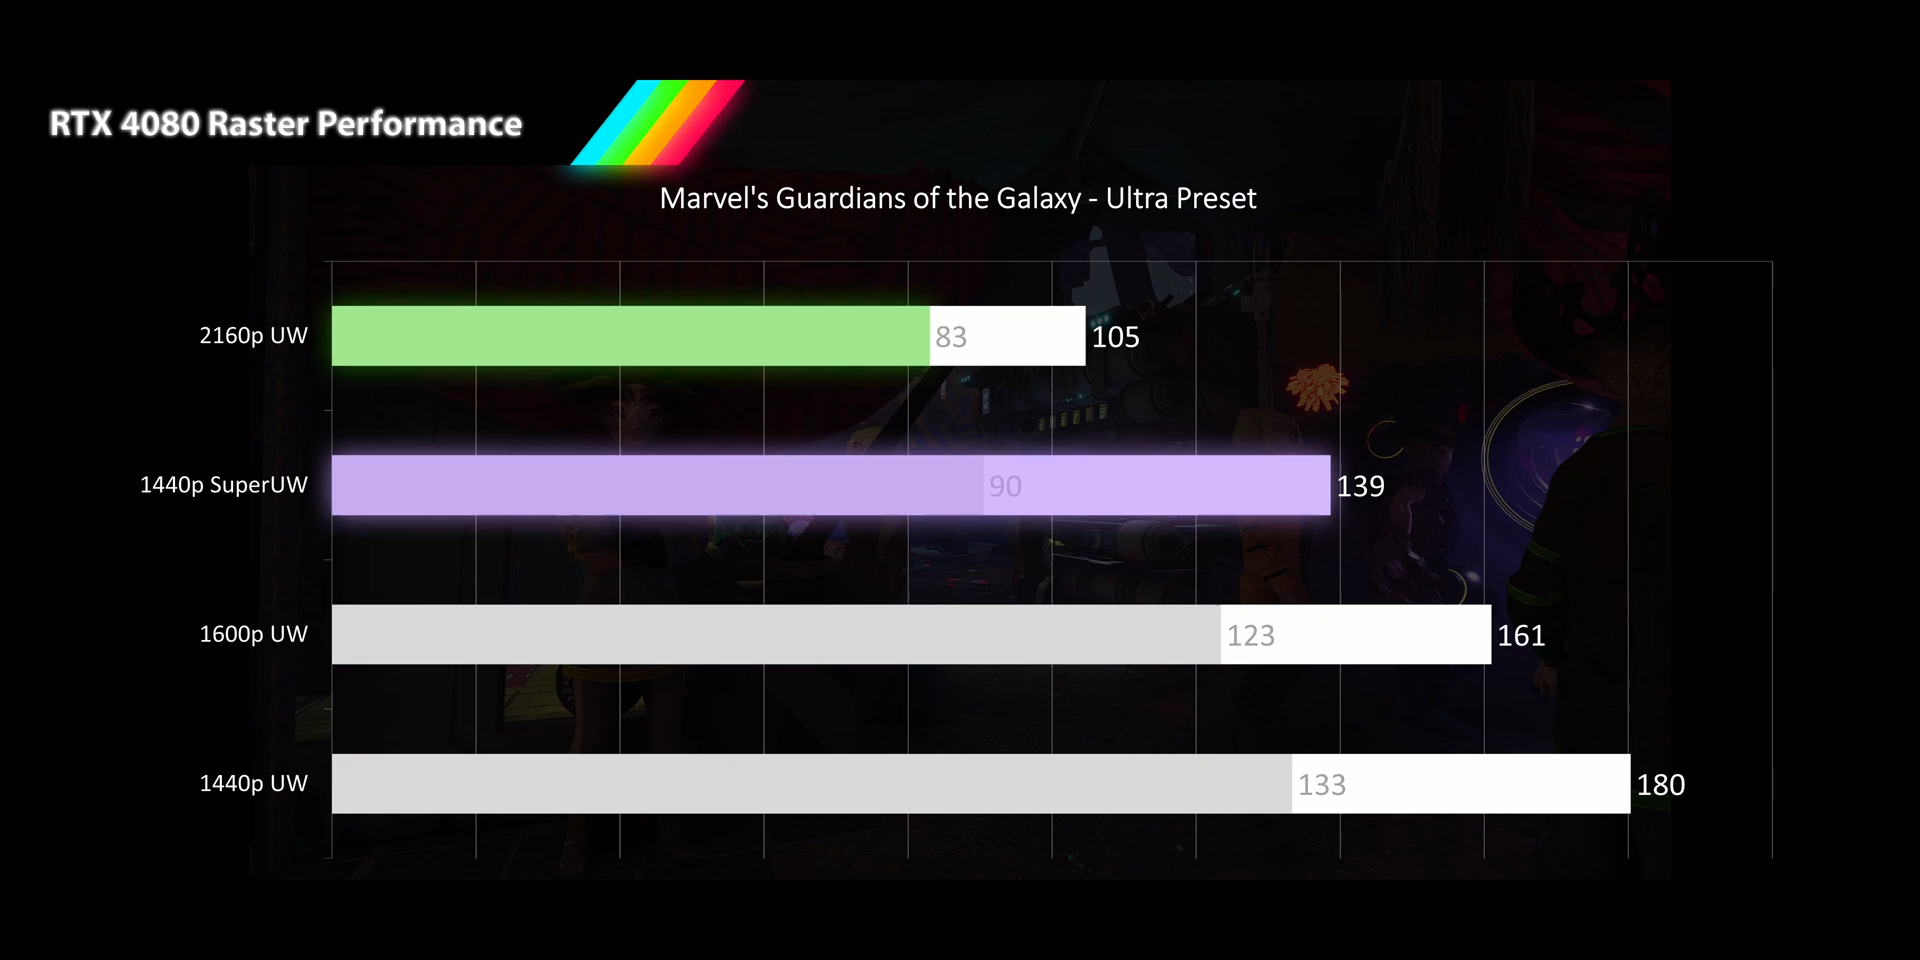 RTX 4080 Raster Performance
Marvel's Guardians of the Galaxy - Ultra Preset
2160p UW 83 105
1440p SuperUW 90 139
1600p UW 123 161
1440p UW 133 180